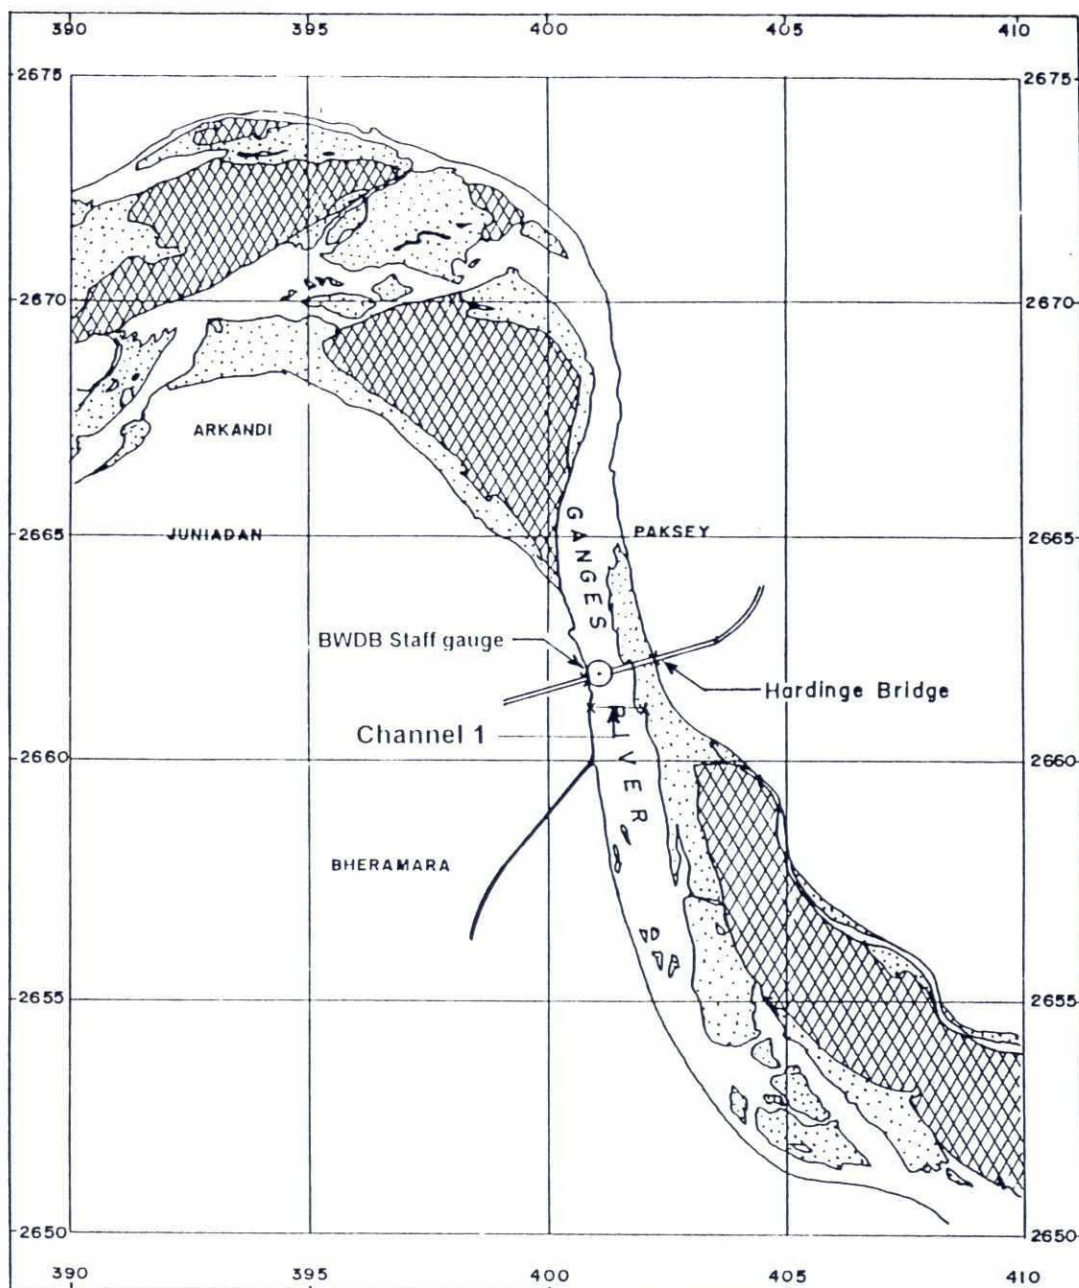 390 395 400 405 410
2675 2675
2670 2670
ARKANDI
JUNIADAN
2665 2665
PAKSEY
GANGES
BWDB Staff gauge
Hardinge Bridge
Channel 1
RIVER
2660 2660
BHERAMARA
2655 2655
2650 2650
390 395 400 405 410